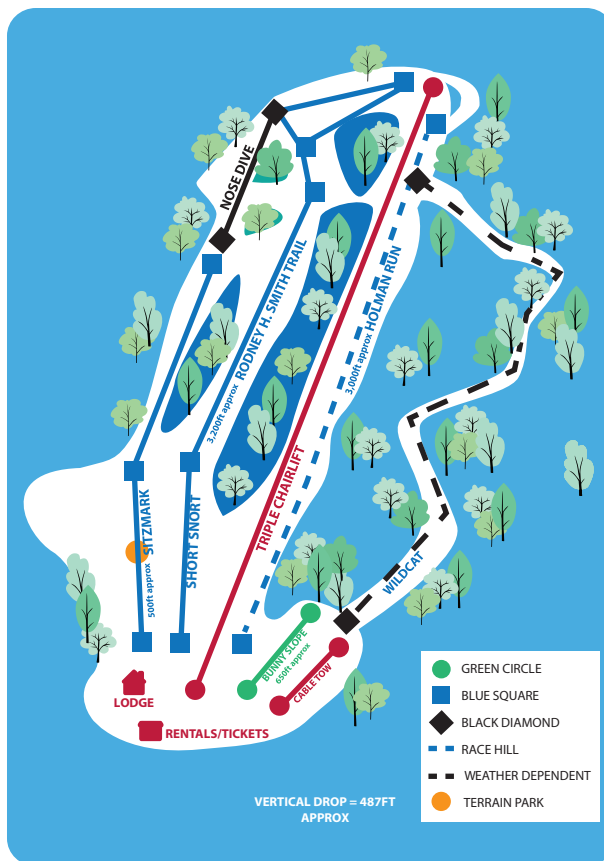 NOSE DIVE
3,200ft approx RODNEY H. SMITH TRAIL
3,000ft approx HOLMAN RUN
TRIPLE CHAIRLIFT
500ft approx SITZMARK
SHORT SNORT
WILDCAT
BUNNY SLOPE
650ft approx
CABLE TOW
LODGE
RENTALS/TICKETS
GREEN CIRCLE
BLUE SQUARE
BLACK DIAMOND
RACE HILL
WEATHER DEPENDENT
TERRAIN PARK
VERTICAL DROP = 487FT
APPROX